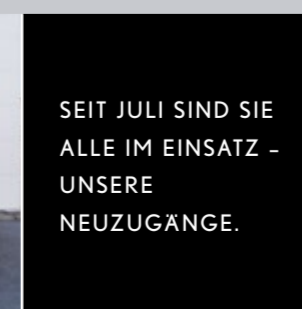 SEIT JULI SIND SIE
ALLE IM EINSATZ –
UNSERE
NEUZUGÄNGE.